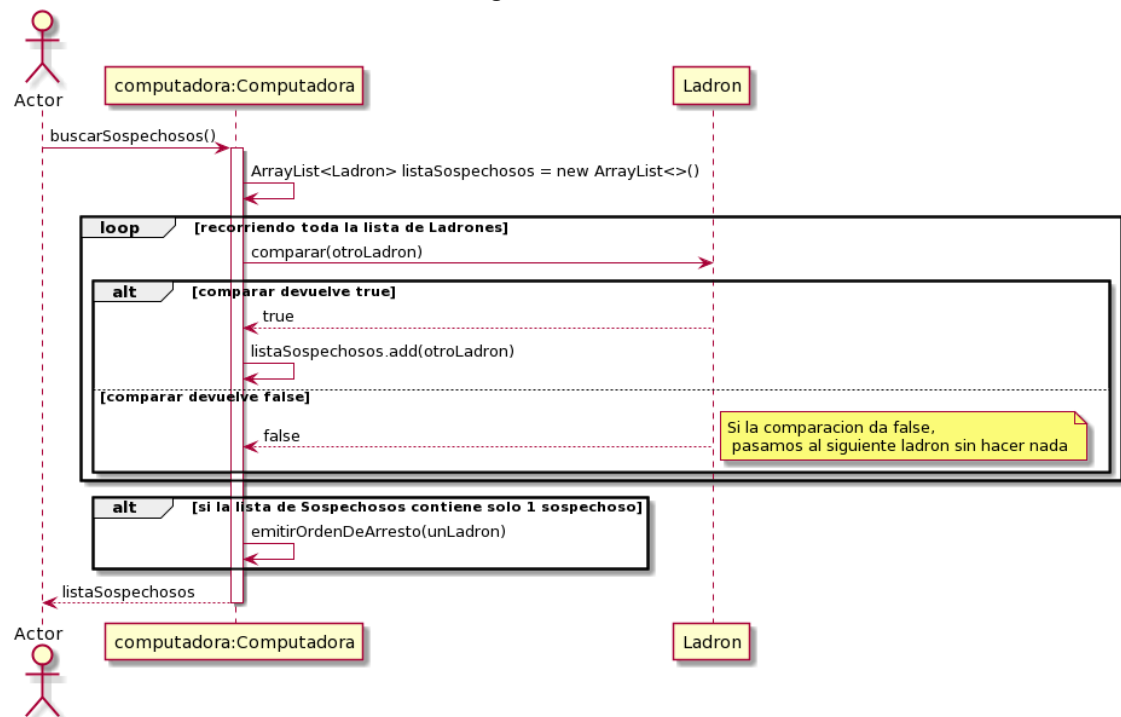 Actor
computadora:Computadora
Ladron
buscarSospechosos()
ArrayList<Ladron> listaSospechosos = new ArrayList<>()
loop
[recorriendo toda la lista de Ladrones]
comparar(otroLadron)
alt
[comparar devuelve true]
true
listaSospechosos.add(otroLadron)
[comparar devuelve false]
false
Si la comparacion da false,
pasamos al siguiente ladron sin hacer nada
alt
[si la lista de Sospechosos contiene solo 1 sospechoso]
emitirOrdenDeArresto(unLadron)
listaSospechosos
Actor
computadora:Computadora
Ladron